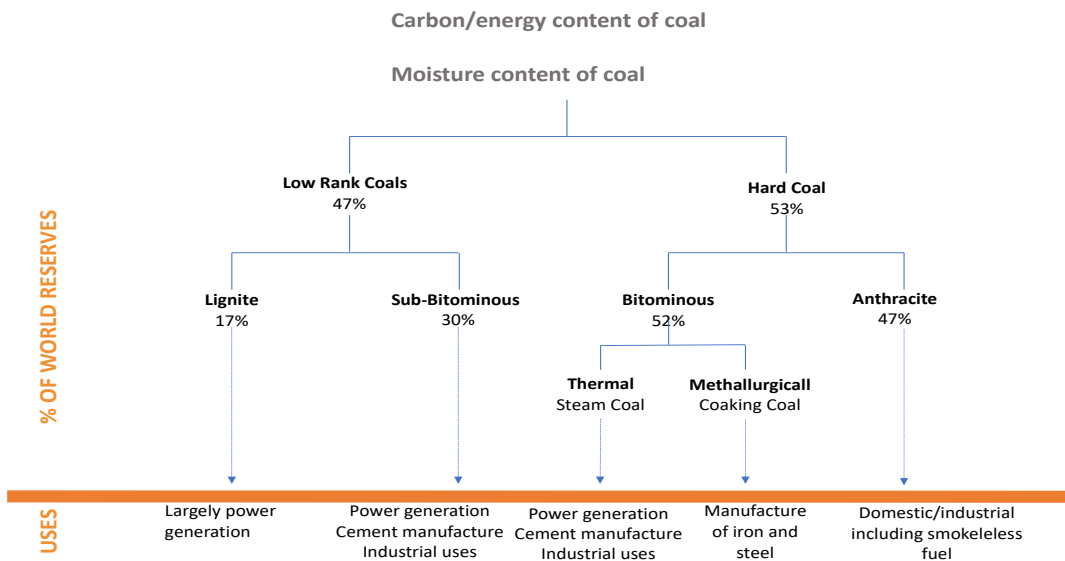 Carbon/energy content of coal
Moisture content of coal
% OF WORLD RESERVES
Low Rank Coals
47%
Hard Coal
53%
Lignite
17%
Sub-Bitominous
30%
Bitominous
52%
Anthracite
47%
Thermal
Steam Coal
Methallurgicall
Coaking Coal
USES
Largely power
generation
Power generation
Cement manufacture
Industrial uses
Power generation
Cement manufacture
Industrial uses
Manufacture
of iron and
steel
Domestic/industrial
including smokeleless
fuel